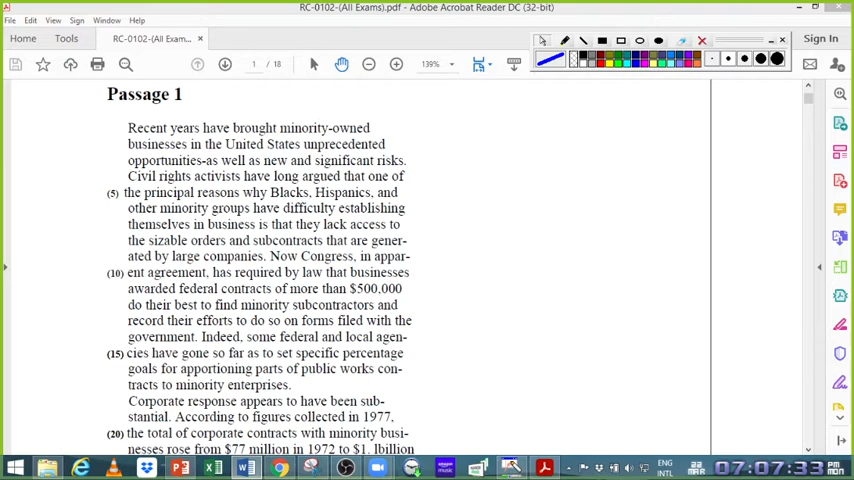 RC-0102-(All Exams).pdf - Adobe Acrobat Reader DC (32-bit)
File Edit View Sign Window Help
Home Tools RC-0102-(All Exam... × Sign In
1 / 18 139%
Passage 1
Recent years have brought minority-owned
businesses in the United States unprecedented
opportunities-as well as new and significant risks.
Civil rights activists have long argued that one of
(5) the principal reasons why Blacks, Hispanics, and
other minority groups have difficulty establishing
themselves in business is that they lack access to
the sizable orders and subcontracts that are gener-
ated by large companies. Now Congress, in appar-
(10) ent agreement, has required by law that businesses
awarded federal contracts of more than $500,000
do their best to find minority subcontractors and
record their efforts to do so on forms filed with the
government. Indeed, some federal and local agen-
(15) cies have gone so far as to set specific percentage
goals for apportioning parts of public works con-
tracts to minority enterprises.
Corporate response appears to have been sub-
stantial. According to figures collected in 1977,
(20) the total of corporate contracts with minority busi-
nesses rose from $77 million in 1972 to $1. Ibillion
ENG
INTL
22
MAR
07:07:33 PM
MON